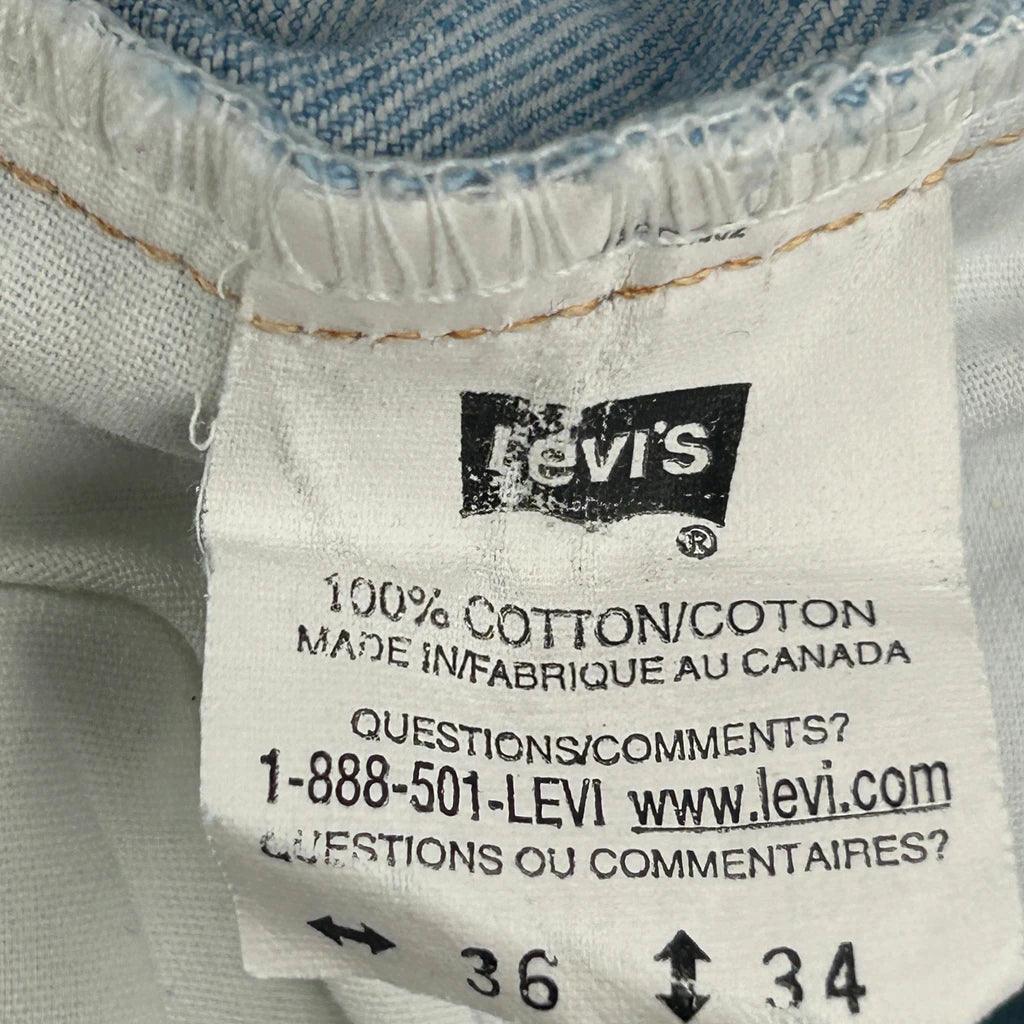 Levi's
®
100% COTTON/COTON
MADE IN/FABRIQUE AU CANADA
QUESTIONS/COMMENTS?
1-888-501-LEVI www.levi.com
QUESTIONS OU COMMENTAIRES?
↔ 36 ↕ 34